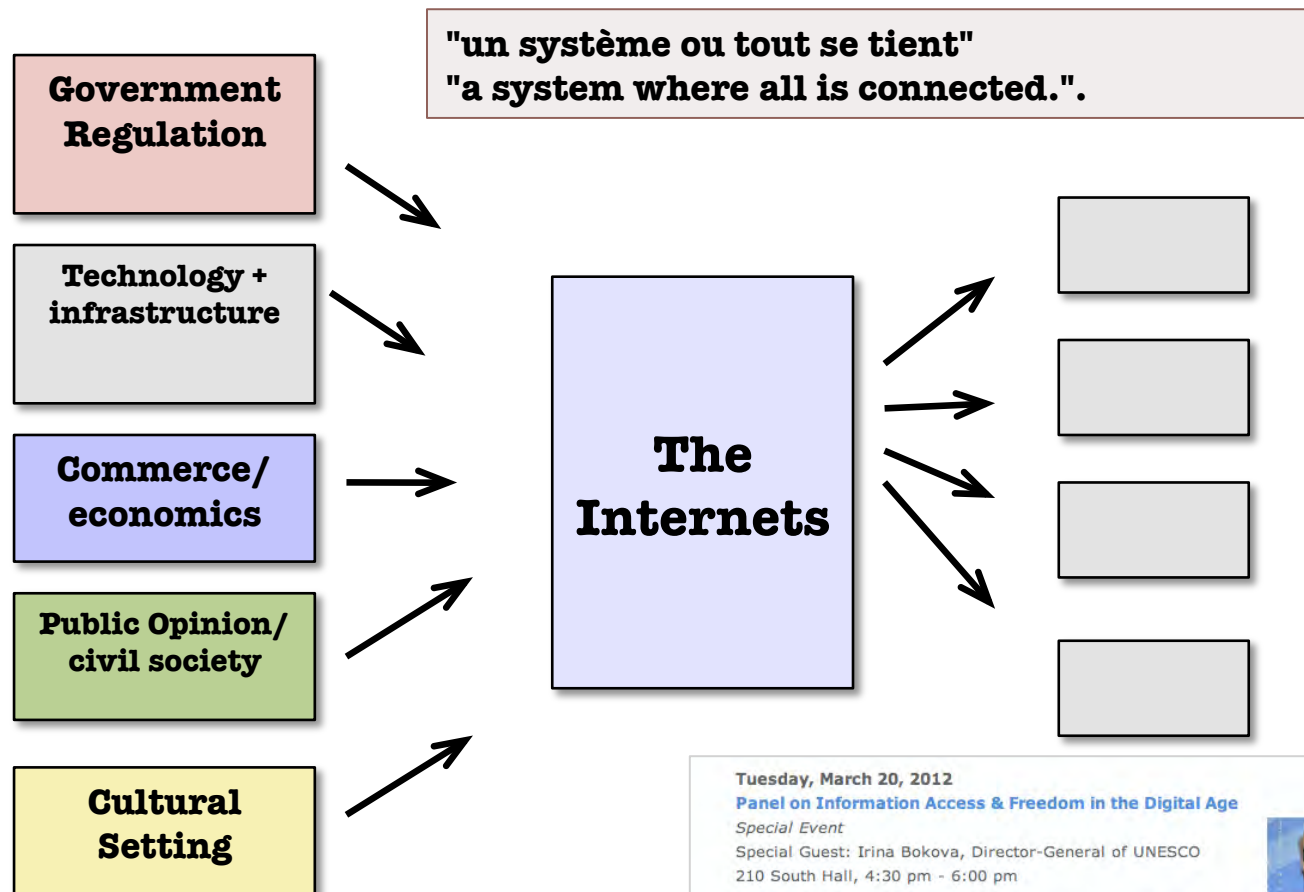 "un système ou tout se tient"
"a system where all is connected.".
Government
Regulation
Technology +
infrastructure
Commerce/
economics
Public Opinion/
civil society
Cultural
Setting
The
Internets
Tuesday, March 20, 2012
Panel on Information Access & Freedom in the Digital Age
Special Event
Special Guest: Irina Bokova, Director-General of UNESCO
210 South Hall, 4:30 pm - 6:00 pm